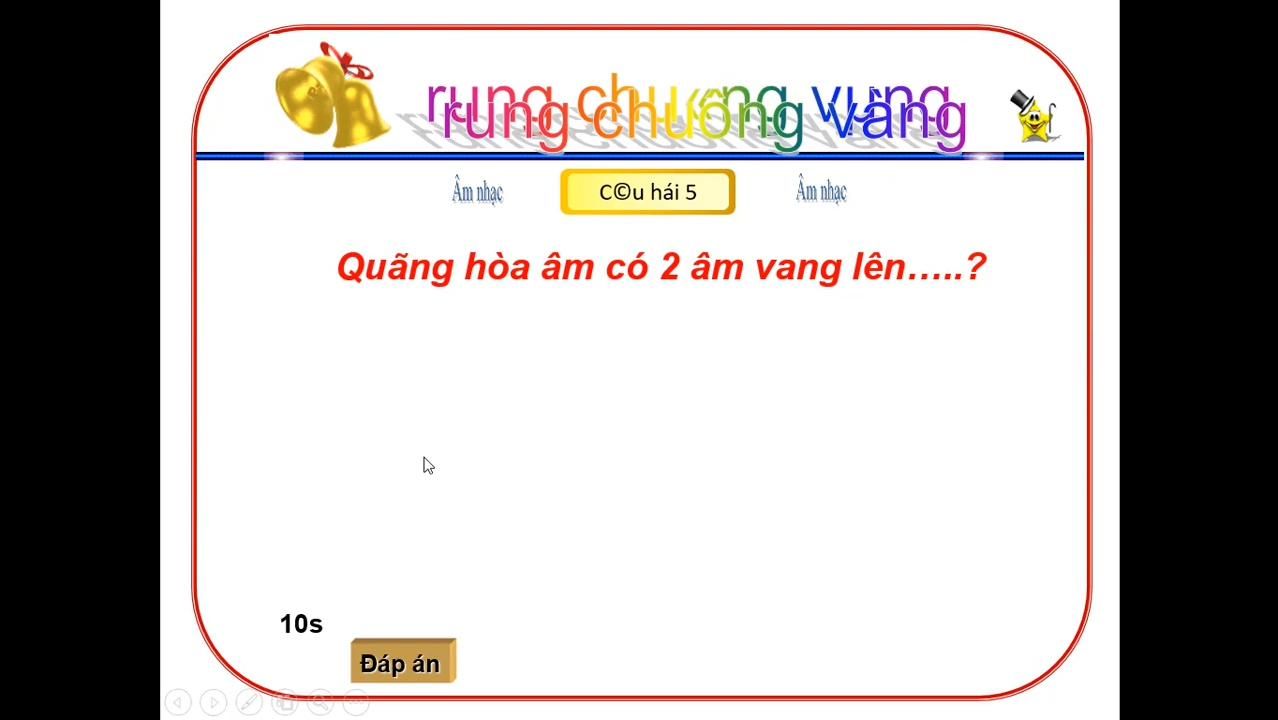 rung chuông vàng
Âm nhạc
C©u hái 5
Âm nhạc
Quãng hòa âm có 2 âm vang lên…..?
10s
Đáp án